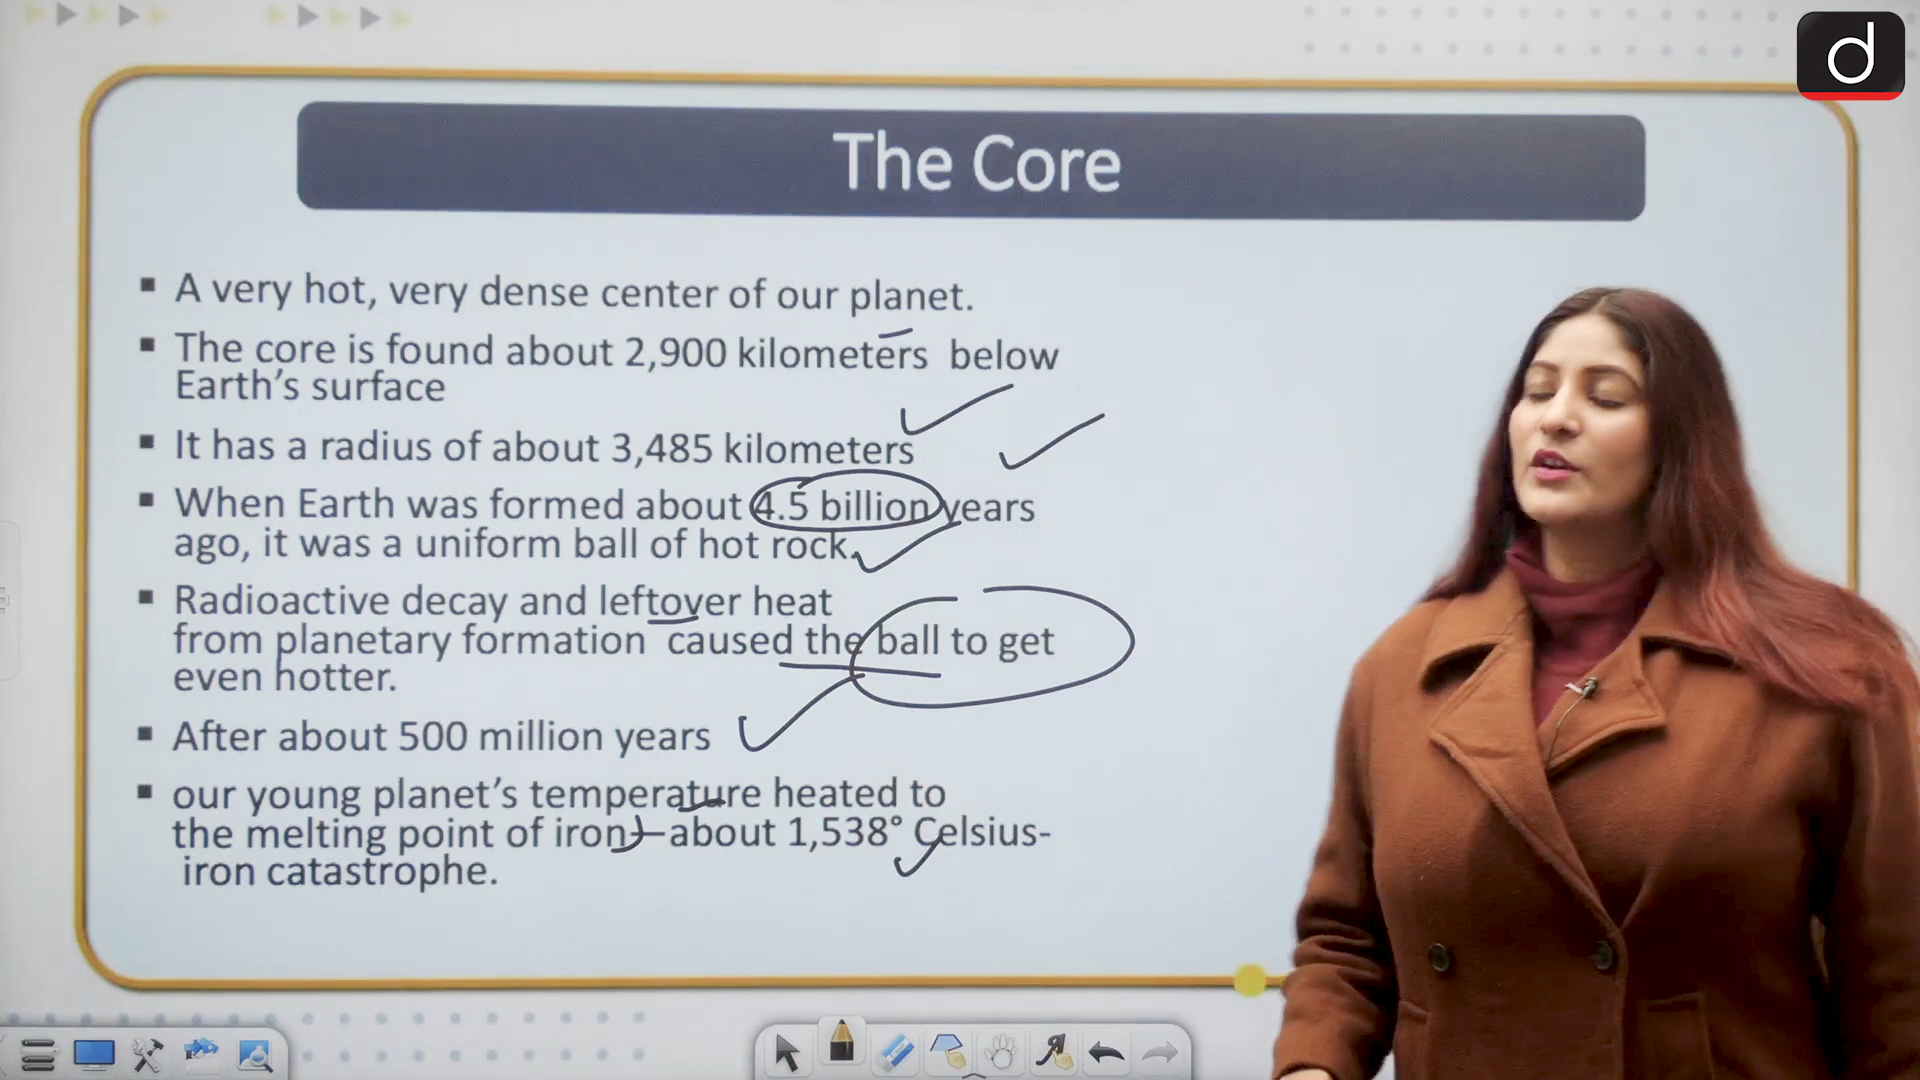 d
The Core
▪ A very hot, very dense center of our planet.
▪ The core is found about 2,900 kilometers below
Earth’s surface
▪ It has a radius of about 3,485 kilometers
▪ When Earth was formed about 4.5 billion years
ago, it was a uniform ball of hot rock.
▪ Radioactive decay and leftover heat
from planetary formation caused the ball to get
even hotter.
▪ After about 500 million years
▪ our young planet’s temperature heated to
the melting point of iron—about 1,538° Celsius-
iron catastrophe.